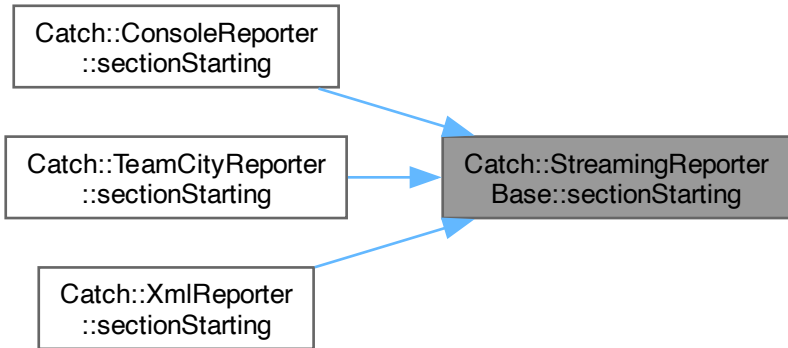 Catch::ConsoleReporter
::sectionStarting
Catch::TeamCityReporter
::sectionStarting
Catch::XmlReporter
::sectionStarting
Catch::StreamingReporter
Base::sectionStarting